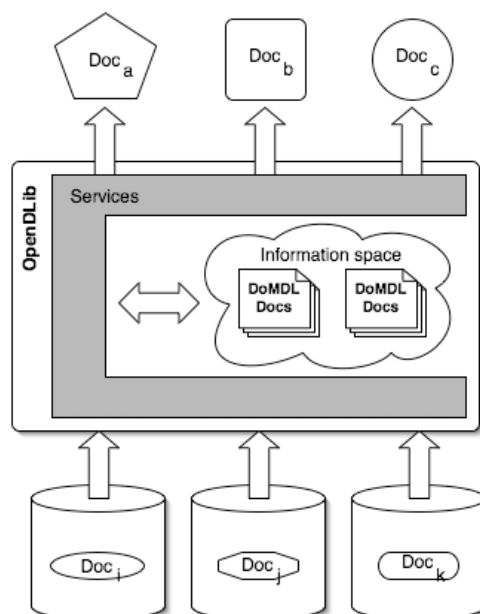 Doc a
Doc b
Doc c
OpenDLib
Services
Information space
DoMDL
Docs
DoMDL
Docs
Doc i
Doc j
Doc k